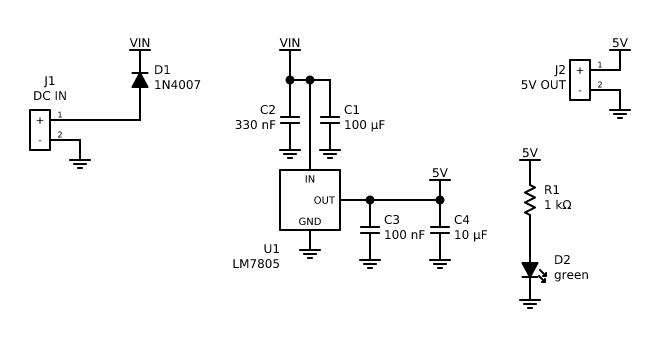 VIN
D1
1N4007
J1
DC IN
+ 1
- 2
VIN
C2
330 nF
C1
100 µF
IN
OUT
GND
U1
LM7805
5V
C3
100 nF
C4
10 µF
5V
J2
5V OUT
+ 1
- 2
5V
R1
1 kΩ
D2
green